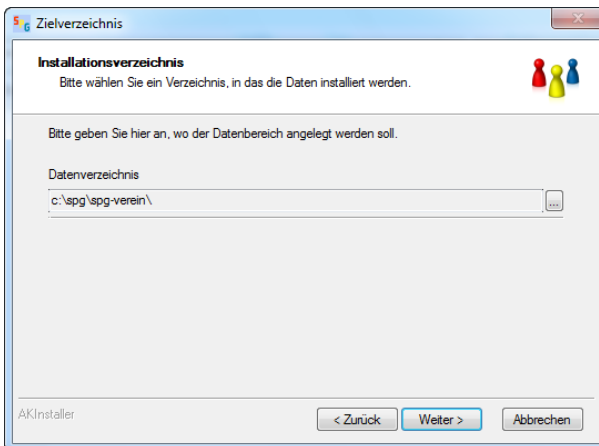 SPG Zielverzeichnis
Installationsverzeichnis
Bitte wählen Sie ein Verzeichnis, in das die Daten installiert werden.
Bitte geben Sie hier an, wo der Datenbereich angelegt werden soll.
Datenverzeichnis
c:\spg\spg-verein\
...
AKInstaller
< Zurück Weiter > Abbrechen